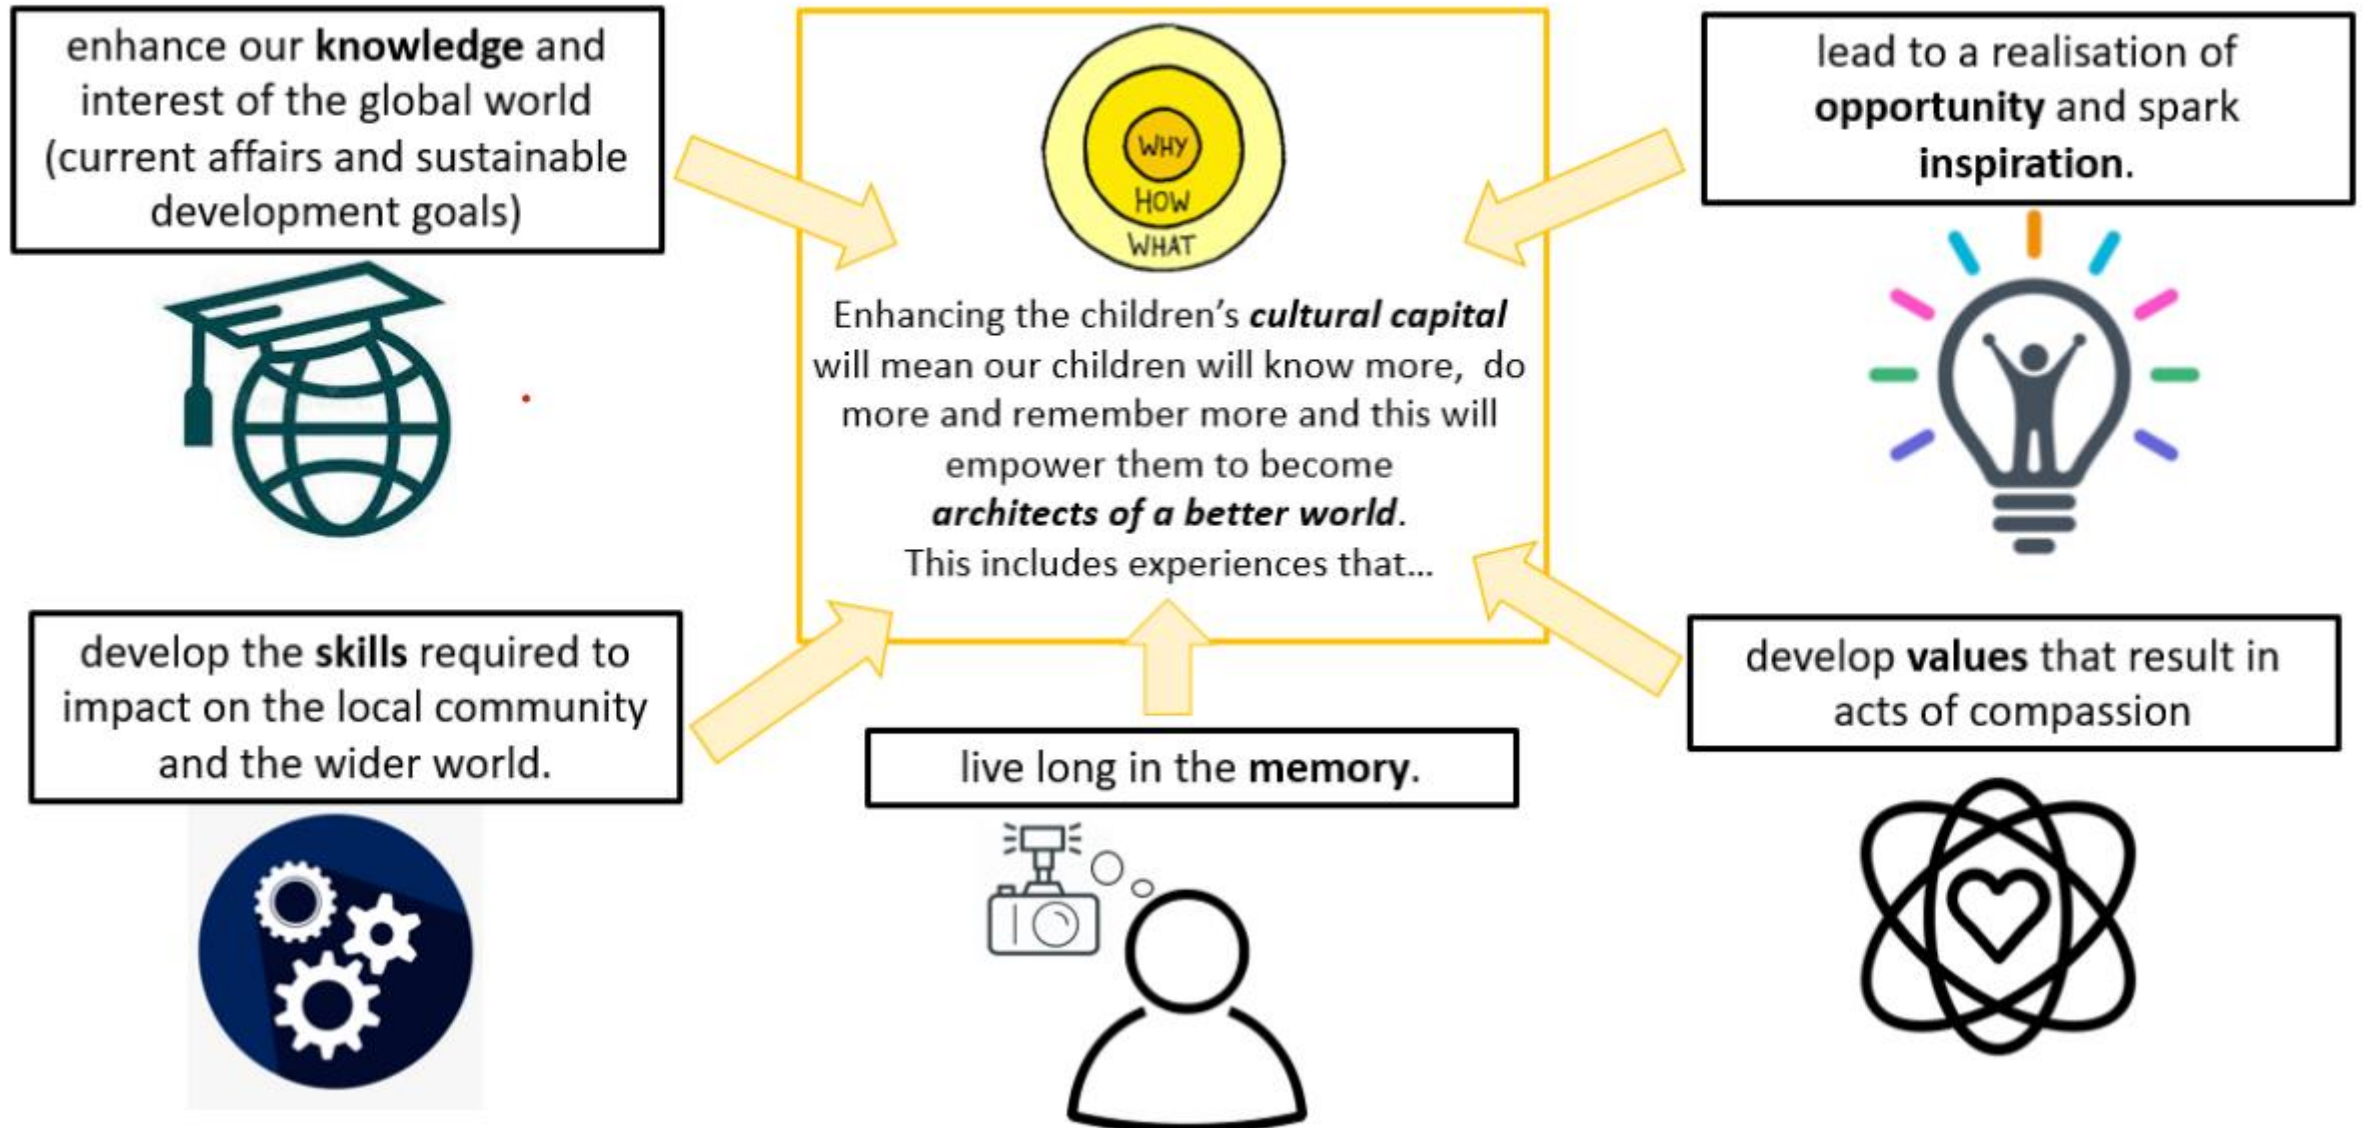 enhance our knowledge and
interest of the global world
(current affairs and sustainable
development goals)
WHY
HOW
WHAT
Enhancing the children’s cultural capital
will mean our children will know more, do
more and remember more and this will
empower them to become
architects of a better world.
This includes experiences that...
lead to a realisation of
opportunity and spark
inspiration.
develop the skills required to
impact on the local community
and the wider world.
live long in the memory.
develop values that result in
acts of compassion